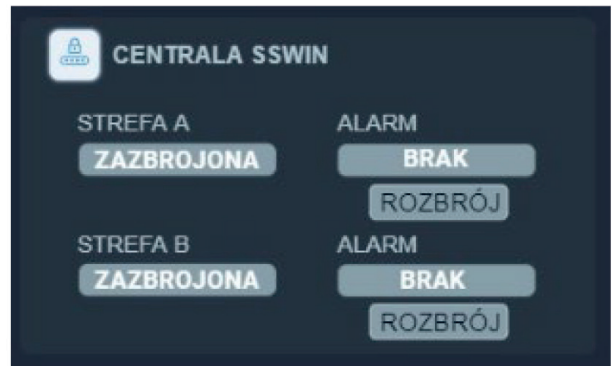 CENTRALA SSWIN
STREFA A ALARM
ZAZBROJONA BRAK
ROZBRÓJ
STREFA B ALARM
ZAZBROJONA BRAK
ROZBRÓJ